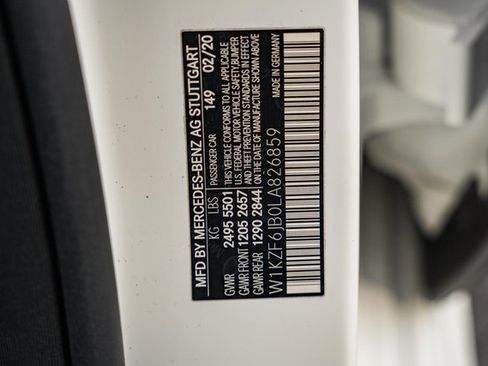 MFD BY MERCEDES-BENZ AG STUTTGART
PASSENGER CAR 149 02/20
KG LBS
GVWR 2495 5501
GAWR FRONT 1205 2657
GAWR REAR 1290 2844
THIS VEHICLE CONFORMS TO ALL APPLICABLE
U.S. FEDERAL MOTOR VEHICLE SAFETY, BUMPER
AND THEFT PREVENTION STANDARDS IN EFFECT
ON THE DATE OF MANUFACTURE SHOWN ABOVE.
W1KZF6JB0LA826859
MADE IN GERMANY